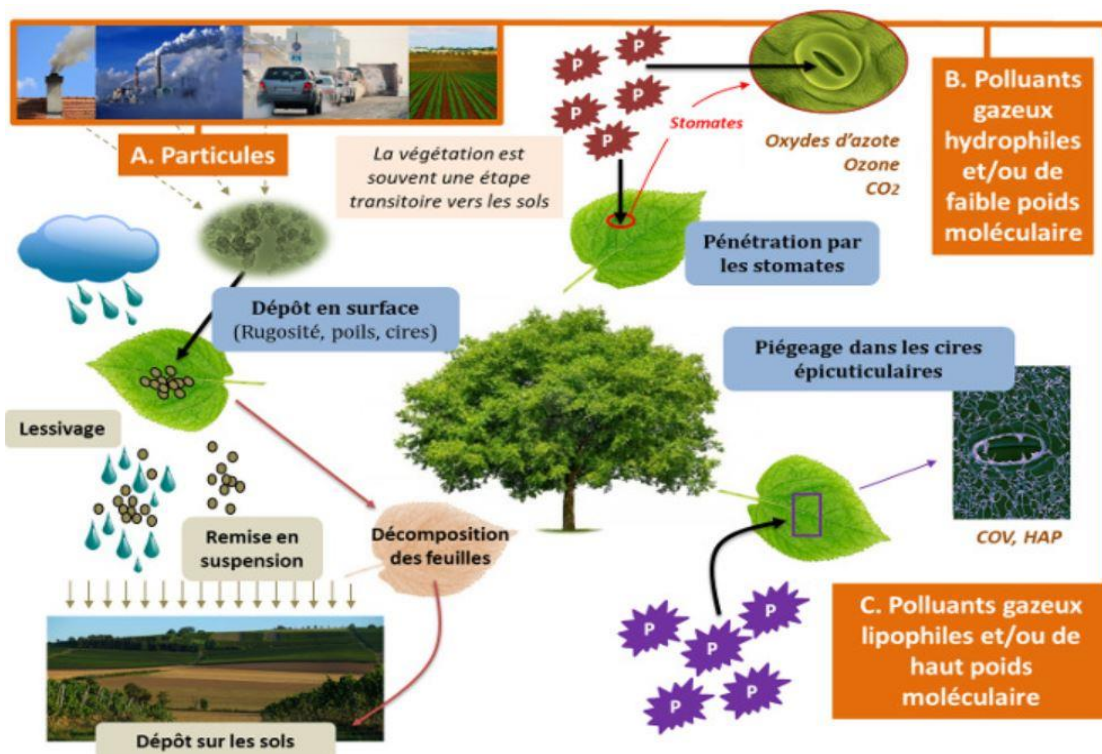 A. Particules
La végétation est
souvent une étape
transitoire vers les sols
P
P
P
P
P
P
Stomates
Oxydes d'azote
Ozone
CO2
B. Polluants
gazeux
hydrophiles
et/ou de
faible poids
moléculaire
Pénétration par
les stomates
Dépôt en surface
(Rugosité, poils, cires)
Piégeage dans les cires
épicuticulaires
Lessivage
Remise en
suspension
Décomposition
des feuilles
COV, HAP
P
P
P
P
P
C. Polluants gazeux
lipophiles et/ou de
haut poids
moléculaire
Dépôt sur les sols